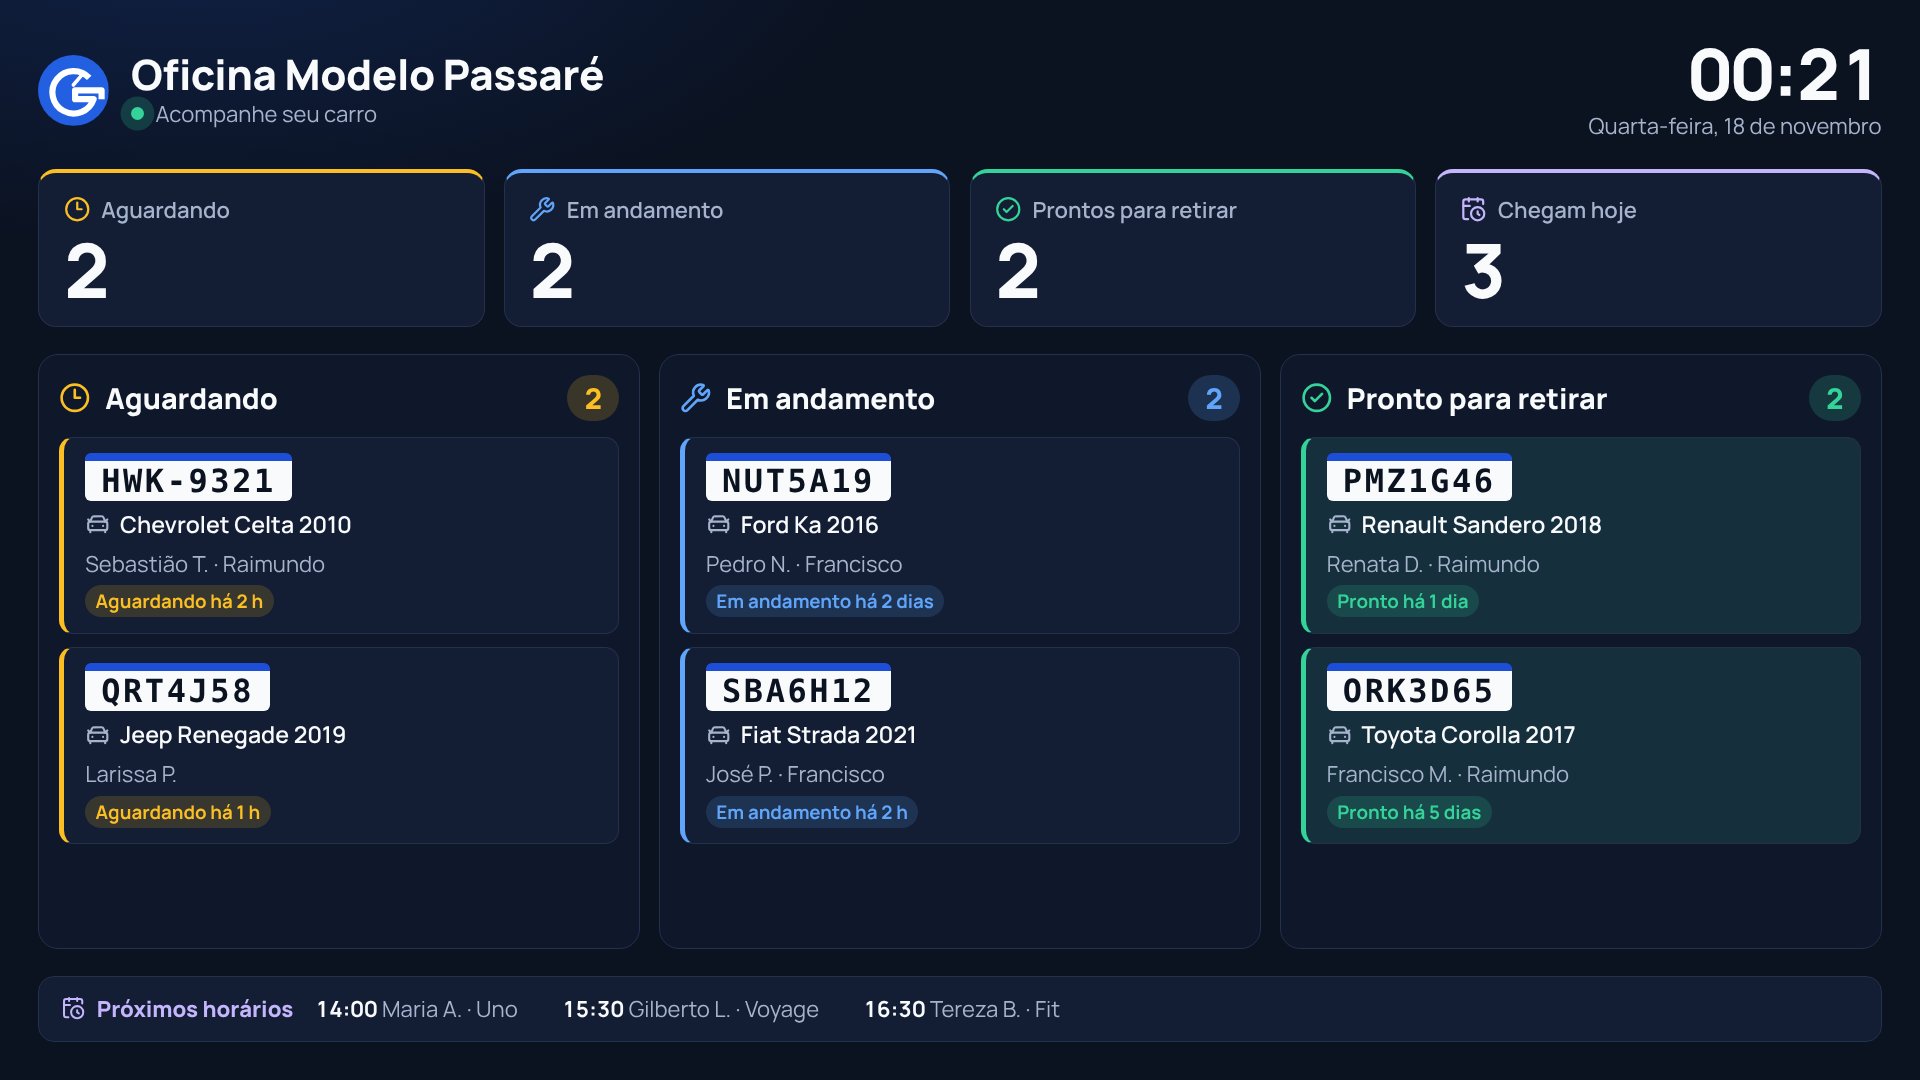 Oficina Modelo Passaré
Acompanhe seu carro
00:21
Quarta-feira, 18 de novembro
Aguardando
2
Em andamento
2
Prontos para retirar
2
Chegam hoje
3
Aguardando 2
HWK-9321
Chevrolet Celta 2010
Sebastião T. · Raimundo
Aguardando há 2 h
QRT4J58
Jeep Renegade 2019
Larissa P.
Aguardando há 1 h
Em andamento 2
NUT5A19
Ford Ka 2016
Pedro N. · Francisco
Em andamento há 2 dias
SBA6H12
Fiat Strada 2021
José P. · Francisco
Em andamento há 2 h
Pronto para retirar 2
PMZ1G46
Renault Sandero 2018
Renata D. · Raimundo
Pronto há 1 dia
ORK3D65
Toyota Corolla 2017
Francisco M. · Raimundo
Pronto há 5 dias
Próximos horários 14:00 Maria A. · Uno 15:30 Gilberto L. · Voyage 16:30 Tereza B. · Fit